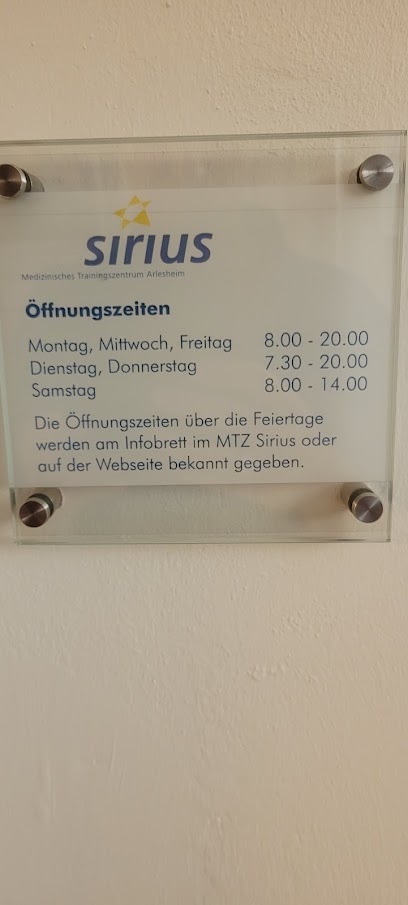 sirius
Medizinisches Trainingszentrum Arlesheim
Öffnungszeiten
Montag, Mittwoch, Freitag 8.00 - 20.00
Dienstag, Donnerstag 7.30 - 20.00
Samstag 8.00 - 14.00
Die Öffnungszeiten über die Feiertage
werden am Infobrett im MTZ Sirius oder
auf der Webseite bekannt gegeben.